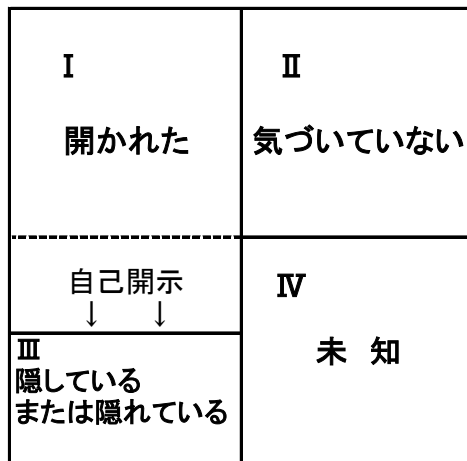 Ⅰ
開かれた
Ⅱ
気づいていない
自己開示
↓ ↓
Ⅲ
隠している
または隠れている
Ⅳ
未 知